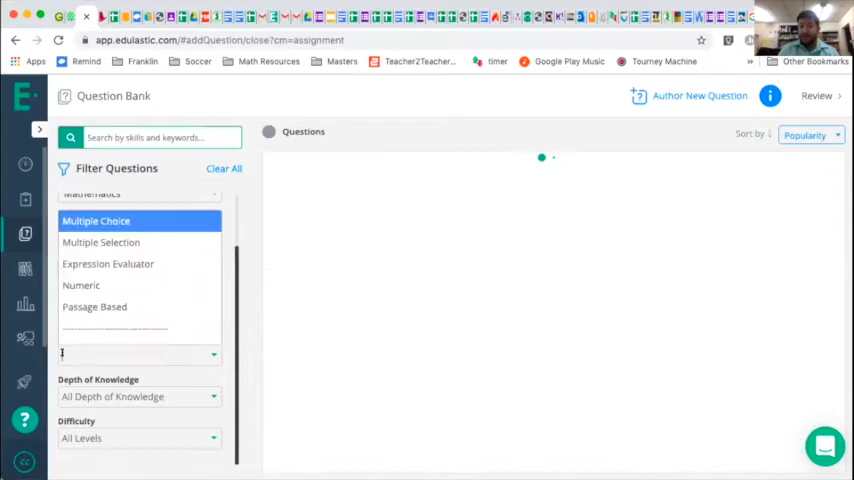 app.edulastic.com/#addQuestion/close?cm=assignment
Apps
Remind
Franklin
Soccer
Math Resources
Masters
Teacher2Teacher...
timer
Google Play Music
Tourney Machine
»
Other Bookmarks
E
Question Bank
Author New Question
i
Review >
Search by skills and keywords...
Questions
Sort by
Popularity
Filter Questions
Clear All
Mathematics
Multiple Choice
Multiple Selection
Expression Evaluator
Numeric
Passage Based
--------------------------------
Depth of Knowledge
All Depth of Knowledge
Difficulty
All Levels
?
CC